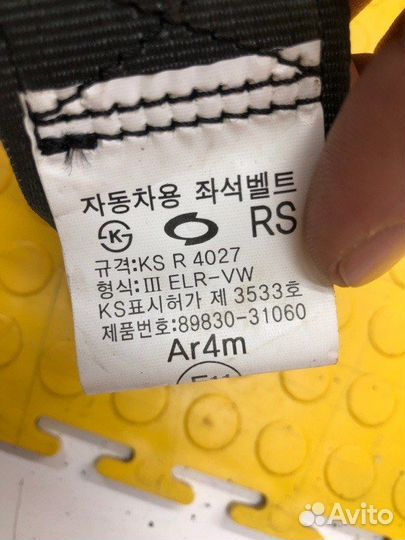 자동차용 좌석벨트
K RS
규격:KS R 4027
형식:Ⅲ ELR-VW
KS표시허가 제 3533호
제품번호:89830-31060
Ar4m
E11
Avito